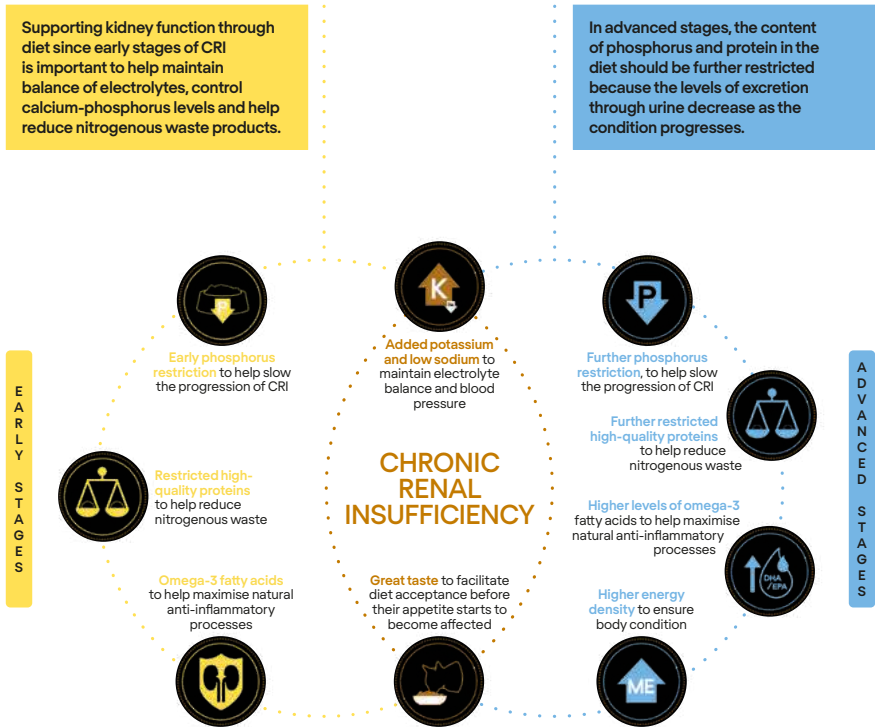 Supporting kidney function through
diet since early stages of CRI
is important to help maintain
balance of electrolytes, control
calcium-phosphorus levels and help
reduce nitrogenous waste products.
In advanced stages, the content
of phosphorus and protein in the
diet should be further restricted
because the levels of excretion
through urine decrease as the
condition progresses.
EARLY STAGES
P
Early phosphorus
restriction to help slow
the progression of CRI
Restricted high-
quality proteins
to help reduce
nitrogenous waste
Omega-3 fatty acids
to help maximise natural
anti-inflammatory
processes
K
Added potassium
and low sodium to
maintain electrolyte
balance and blood
pressure
CHRONIC
RENAL
INSUFFICIENCY
Great taste to facilitate
diet acceptance before
their appetite starts to
become affected
P
Further phosphorus
restriction, to help slow
the progression of CRI
Further restricted
high-quality proteins
to help reduce
nitrogenous waste
Higher levels of omega-3
fatty acids to help maximise
natural anti-inflammatory
processes
DHA
/EPA
Higher energy
density to ensure
body condition
ME
ADVANCED STAGES